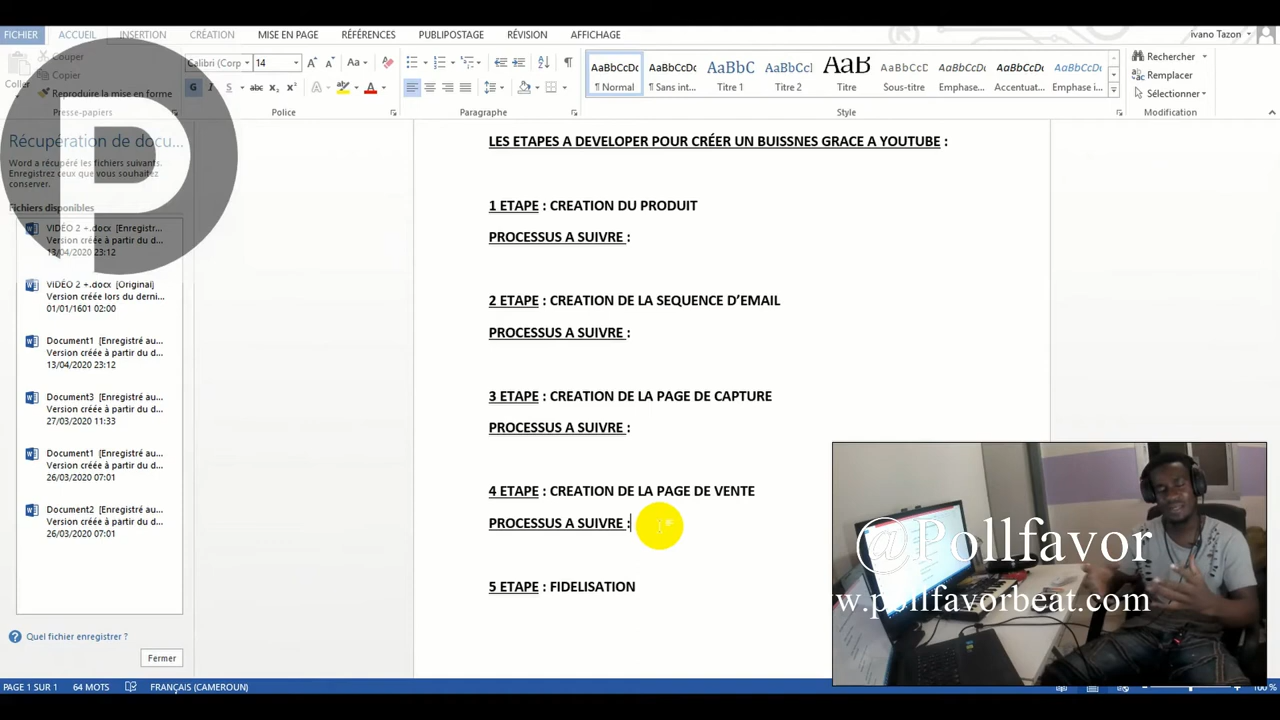 FICHIER ACCUEIL INSERTION CRÉATION MISE EN PAGE RÉFÉRENCES PUBLIPOSTAGE RÉVISION AFFICHAGE ivano Tazon
Couper
Copier
Reproduire la mise en forme
Coller
Presse-papiers
Calibri (Corp 14
Police
Paragraphe
AaBbCcDc AaBbCcDc AaBbC AaBbCcI AaB AaBbCcD AaBbCcDc AaBbCcDc AaBbCcDc
¶ Normal ¶ Sans int... Titre 1 Titre 2 Titre Sous-titre Emphase... Accentuat... Emphase i...
Style
Rechercher
Remplacer
Sélectionner
Modification
Récupération de docu...
Word a récupéré les fichiers suivants.
Enregistrez ceux que vous souhaitez
conserver.
Fichiers disponibles
VIDÉO 2 +.docx [Enregistr...
Version créée à partir du d...
13/04/2020 23:12
VIDÉO 2 +.docx [Original]
Version créée lors du derni...
01/01/1601 02:00
Document1 [Enregistré au...
Version créée à partir du d...
13/04/2020 23:12
Document3 [Enregistré au...
Version créée à partir du d...
27/03/2020 11:33
Document1 [Enregistré au...
Version créée à partir du d...
26/03/2020 07:01
Document2 [Enregistré au...
Version créée à partir du d...
26/03/2020 07:01
Quel fichier enregistrer ?
Fermer
P
LES ETAPES A DEVELOPER POUR CRÉER UN BUISSNES GRACE A YOUTUBE :
1 ETAPE : CREATION DU PRODUIT
PROCESSUS A SUIVRE :
2 ETAPE : CREATION DE LA SEQUENCE D'EMAIL
PROCESSUS A SUIVRE :
3 ETAPE : CREATION DE LA PAGE DE CAPTURE
PROCESSUS A SUIVRE :
4 ETAPE : CREATION DE LA PAGE DE VENTE
PROCESSUS A SUIVRE :
5 ETAPE : FIDELISATION
@Pollfavor
w.pollfavorbeat.com
PAGE 1 SUR 1 64 MOTS FRANÇAIS (CAMEROUN) 100 %